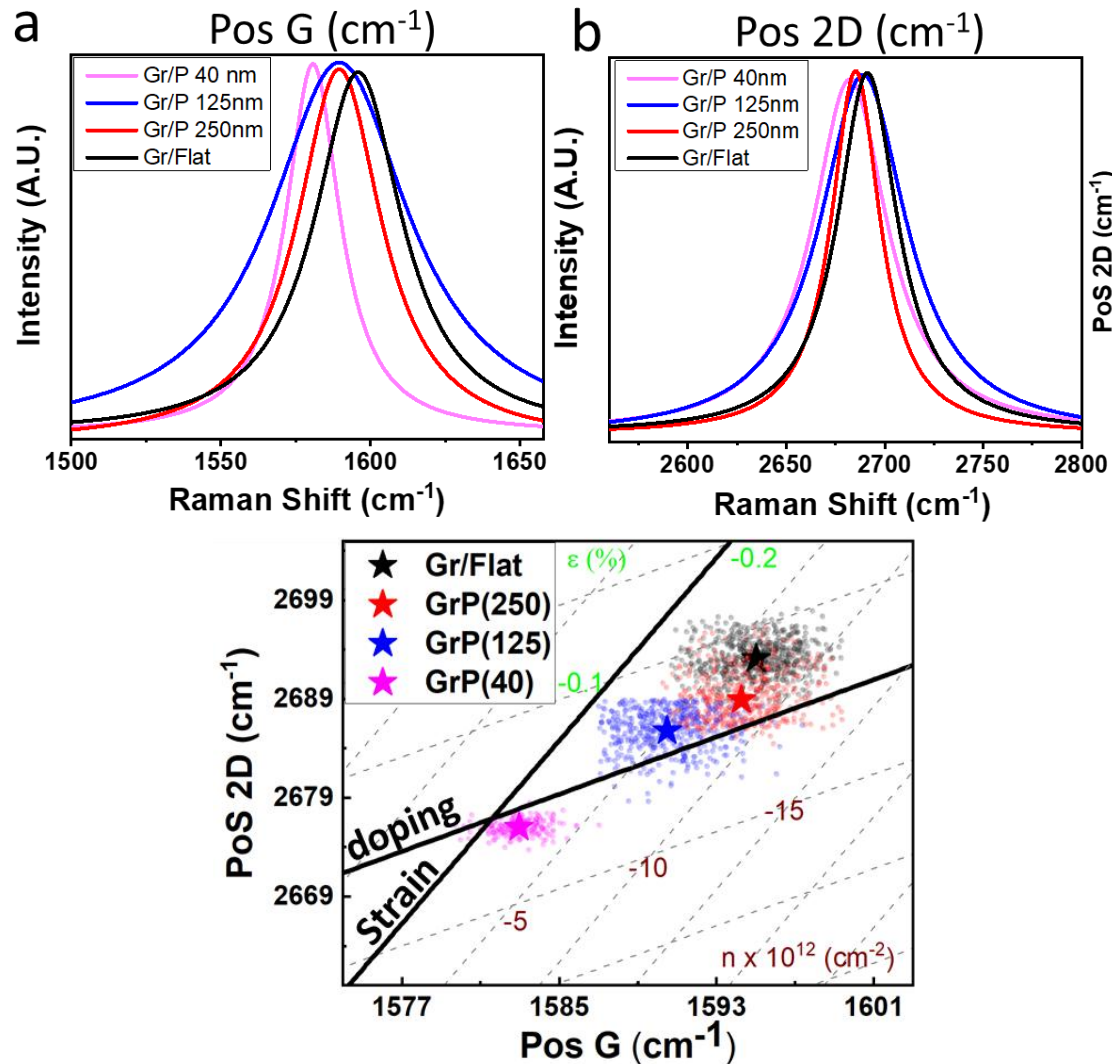 a
Pos G (cm-1)
Gr/P 40 nm
Gr/P 125nm
Gr/P 250nm
Gr/Flat
Intensity (A.U.)
1500 1550 1600 1650
Raman Shift (cm-1)
b
Pos 2D (cm-1)
Gr/P 40nm
Gr/P 125nm
Gr/P 250nm
Gr/Flat
Intensity (A.U.)
2600 2650 2700 2750 2800
Raman Shift (cm-1)
PoS 2D (cm-1)
Gr/Flat
GrP(250)
GrP(125)
GrP(40)
ε (%)
-0.2
-0.1
doping
Strain
-15
-10
-5
n x 1012 (cm-2)
PoS 2D (cm-1)
2699
2689
2679
2669
1577 1585 1593 1601
Pos G (cm-1)